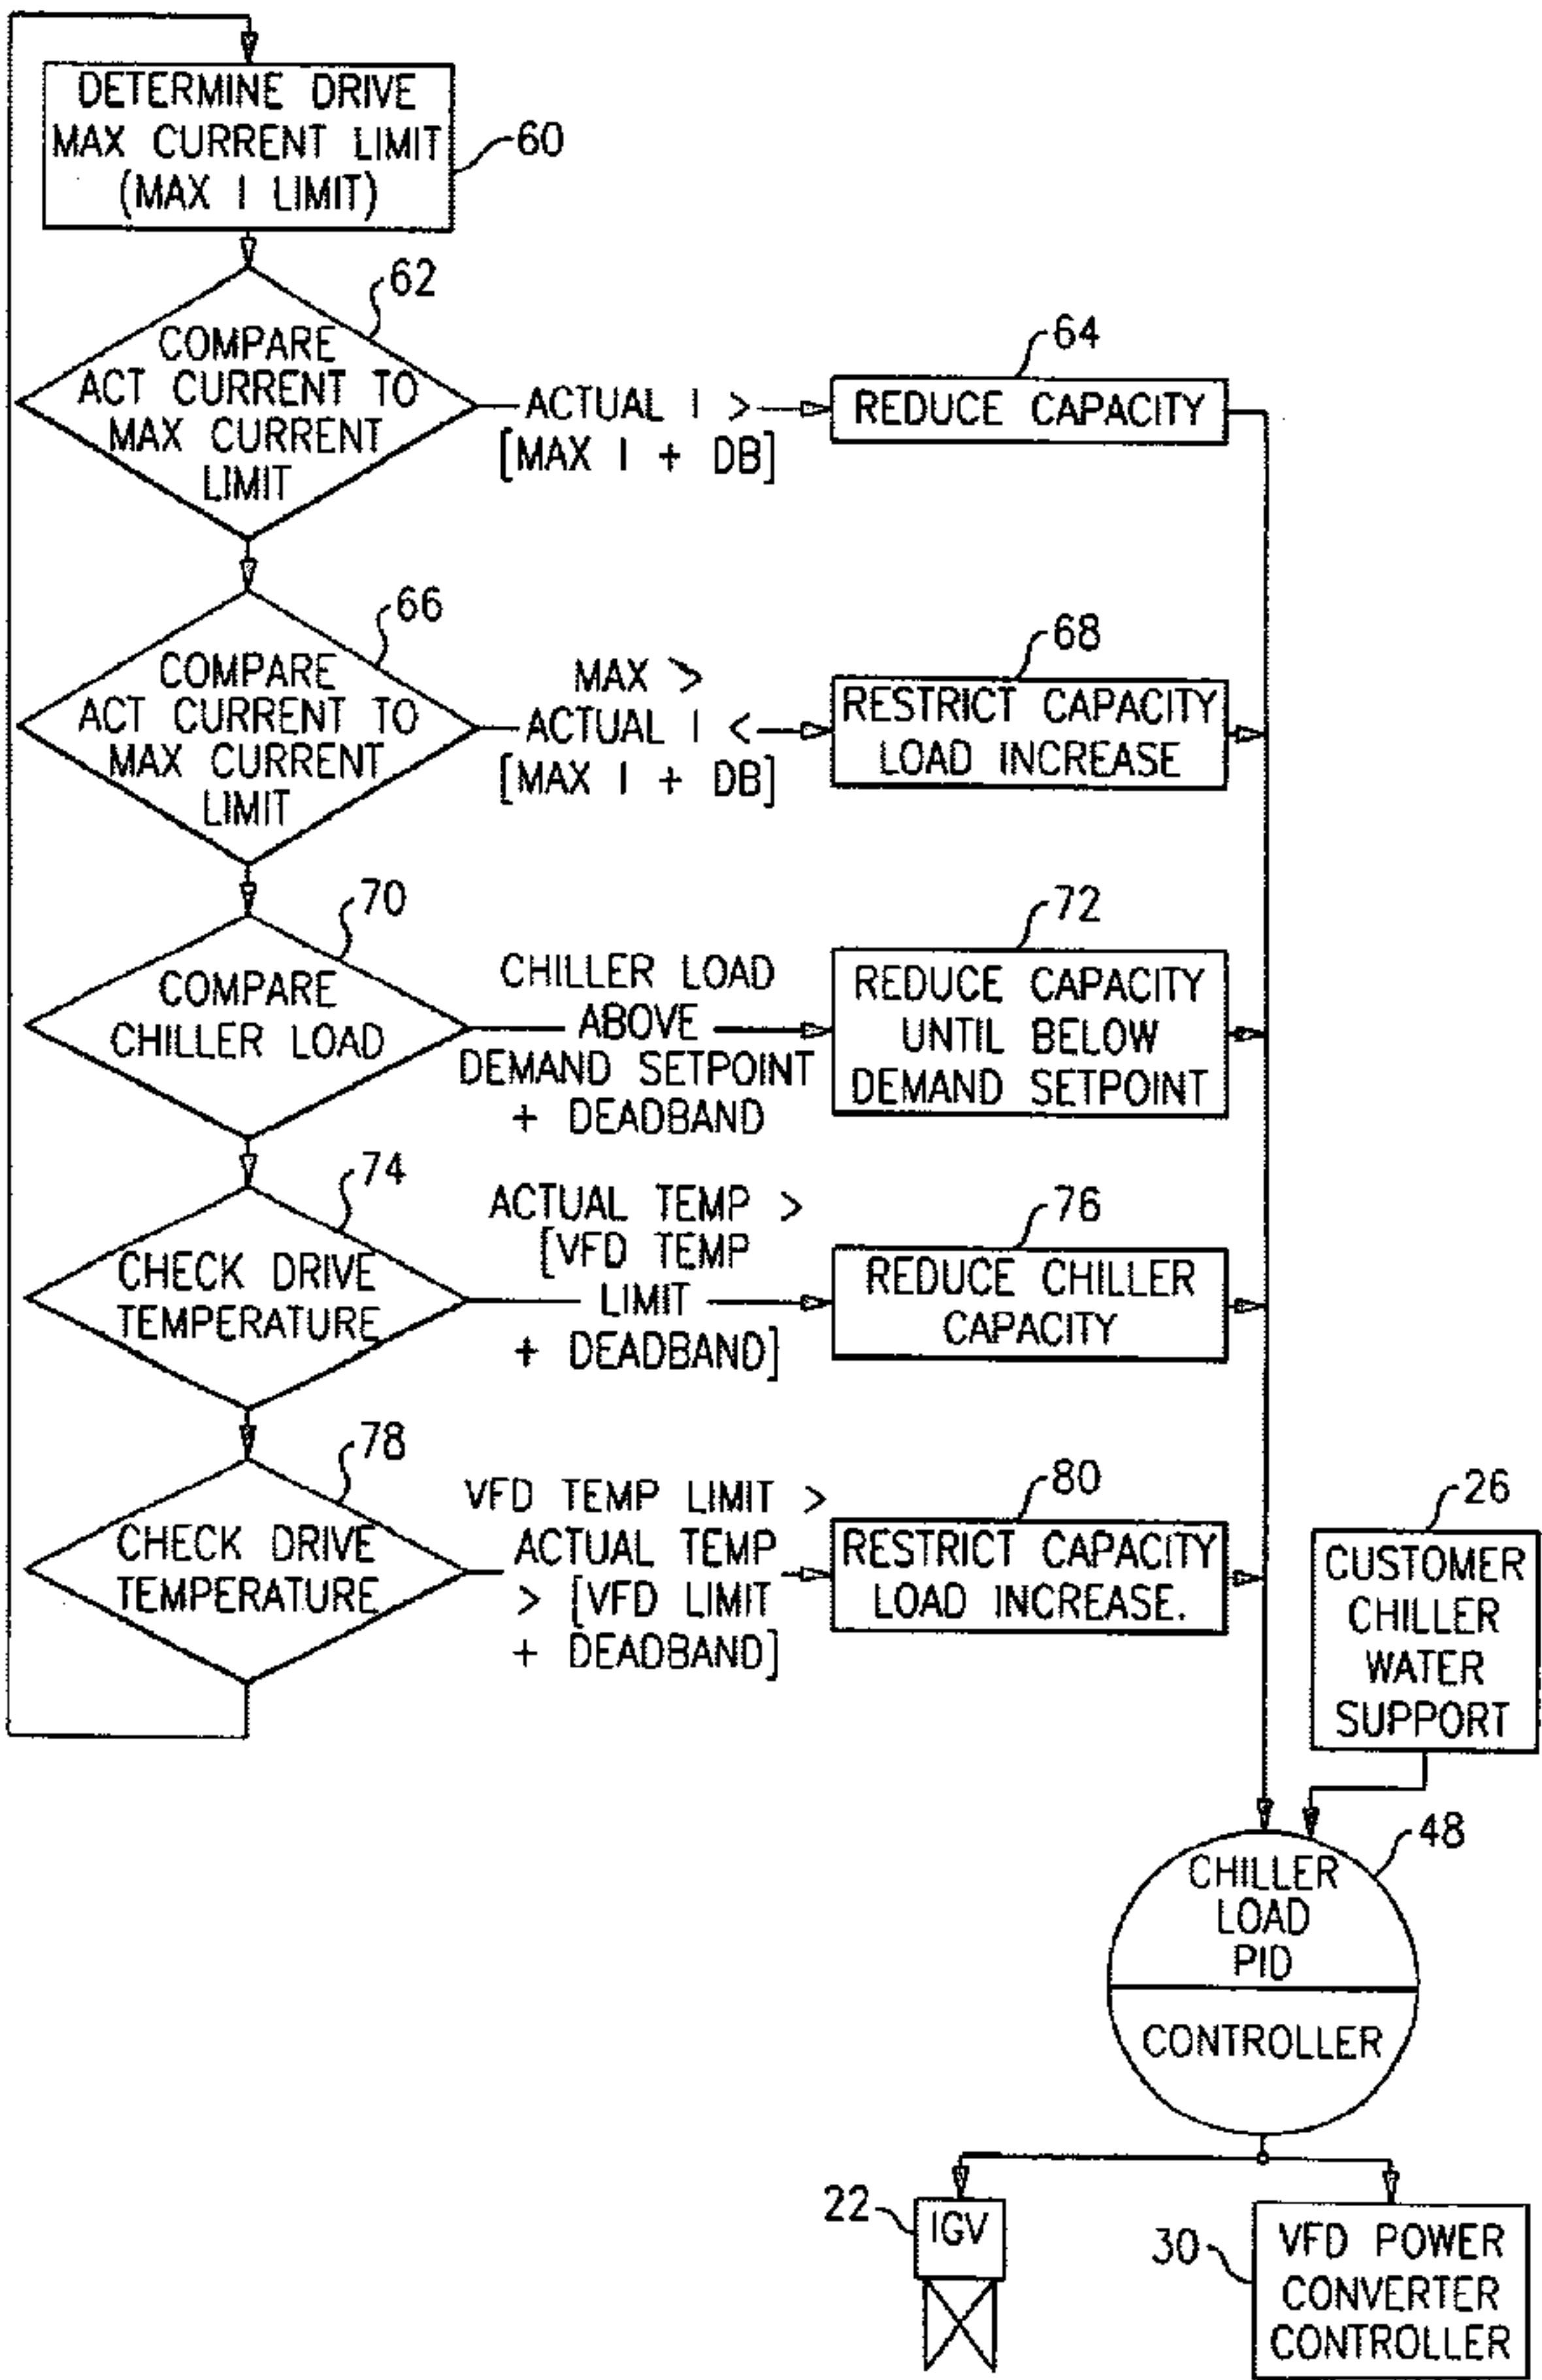 DETERMINE DRIVE
MAX CURRENT LIMIT
(MAX I LIMIT)
60
62
COMPARE
ACT CURRENT TO
MAX CURRENT
LIMIT
ACTUAL I >
[MAX I + DB]
64
REDUCE CAPACITY
66
COMPARE
ACT CURRENT TO
MAX CURRENT
LIMIT
MAX >
ACTUAL I <
[MAX I + DB]
68
RESTRICT CAPACITY
LOAD INCREASE
70
COMPARE
CHILLER LOAD
CHILLER LOAD
ABOVE
DEMAND SETPOINT
+ DEADBAND
72
REDUCE CAPACITY
UNTIL BELOW
DEMAND SETPOINT
74
CHECK DRIVE
TEMPERATURE
ACTUAL TEMP >
[VFD TEMP
LIMIT
+ DEADBAND]
76
REDUCE CHILLER
CAPACITY
78
CHECK DRIVE
TEMPERATURE
VFD TEMP LIMIT >
ACTUAL TEMP
> [VFD LIMIT
+ DEADBAND]
80
RESTRICT CAPACITY
LOAD INCREASE.
26
CUSTOMER
CHILLER
WATER
SUPPORT
48
CHILLER
LOAD
PID
CONTROLLER
22
IGV
30
VFD POWER
CONVERTER
CONTROLLER